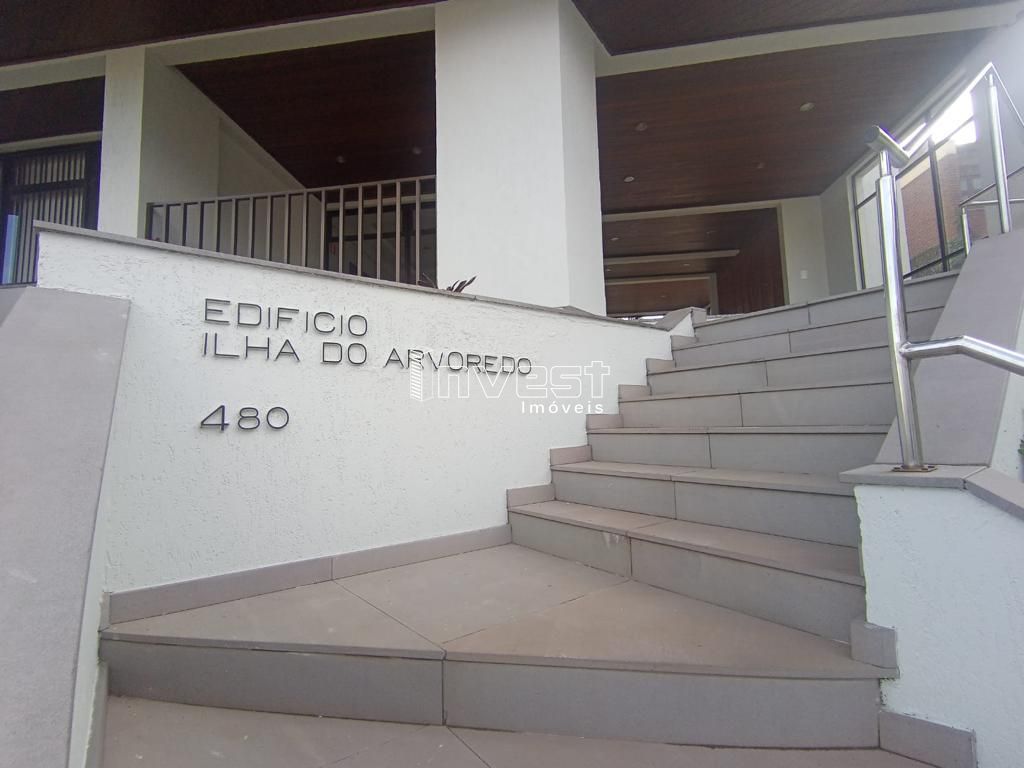 EDIFICIO
ILHA DO ARVOREDO
480
Invest
Imóveis